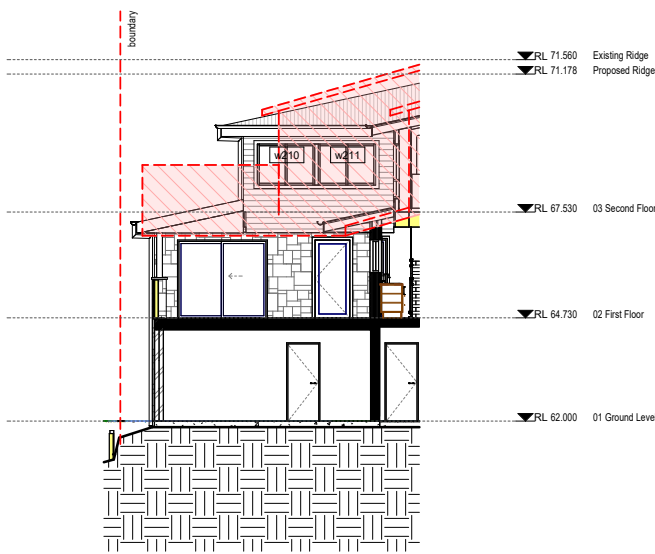 boundary
RL 71.560 Existing Ridge
RL 71.178 Proposed Ridge
w210 w211
RL 67.530 03 Second Floor
RL 64.730 02 First Floor
RL 62.000 01 Ground Leve